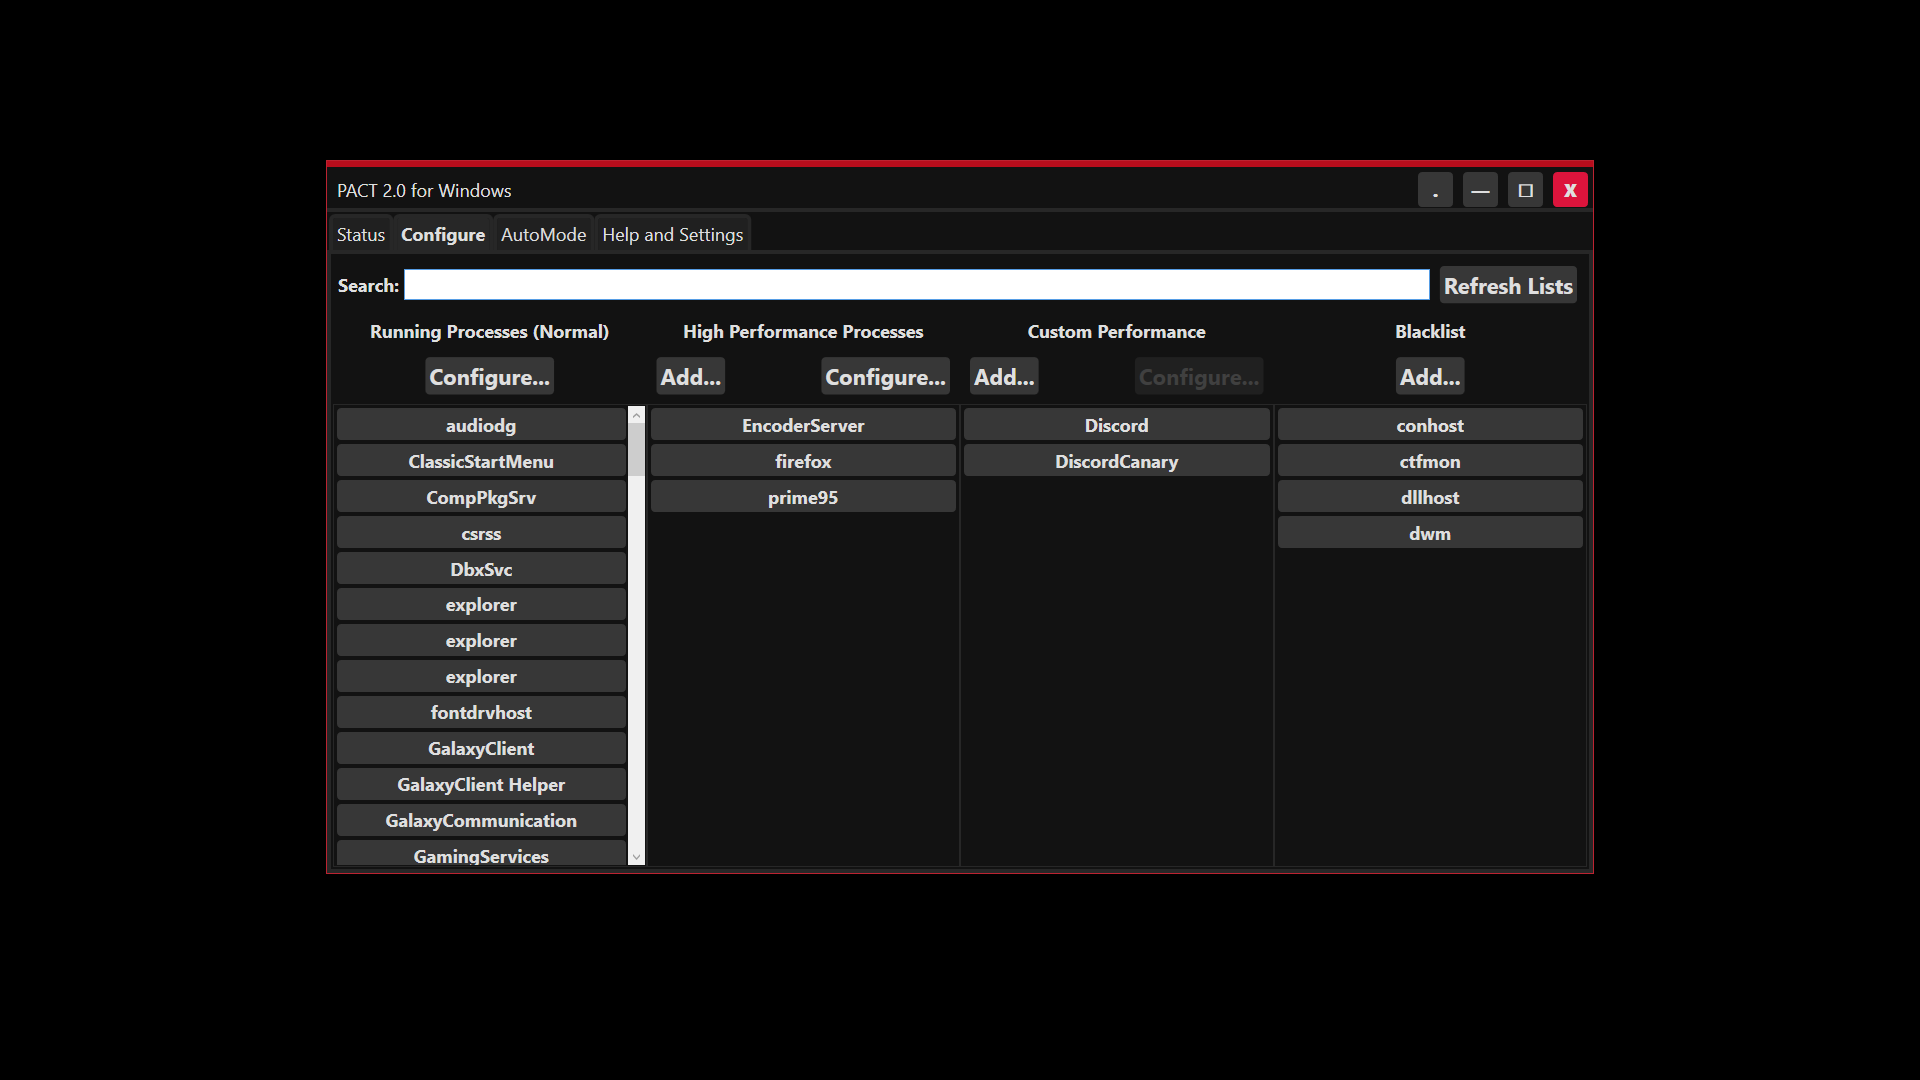 PACT 2.0 for Windows
. — □ X
Status Configure AutoMode Help and Settings
Search: Refresh Lists
Running Processes (Normal) High Performance Processes Custom Performance Blacklist
Configure... Add... Configure... Add... Configure... Add...
audiodg EncoderServer Discord conhost
ClassicStartMenu firefox DiscordCanary ctfmon
CompPkgSrv prime95 dllhost
csrss dwm
DbxSvc
explorer
explorer
explorer
fontdrvhost
GalaxyClient
GalaxyClient Helper
GalaxyCommunication
GamingServices